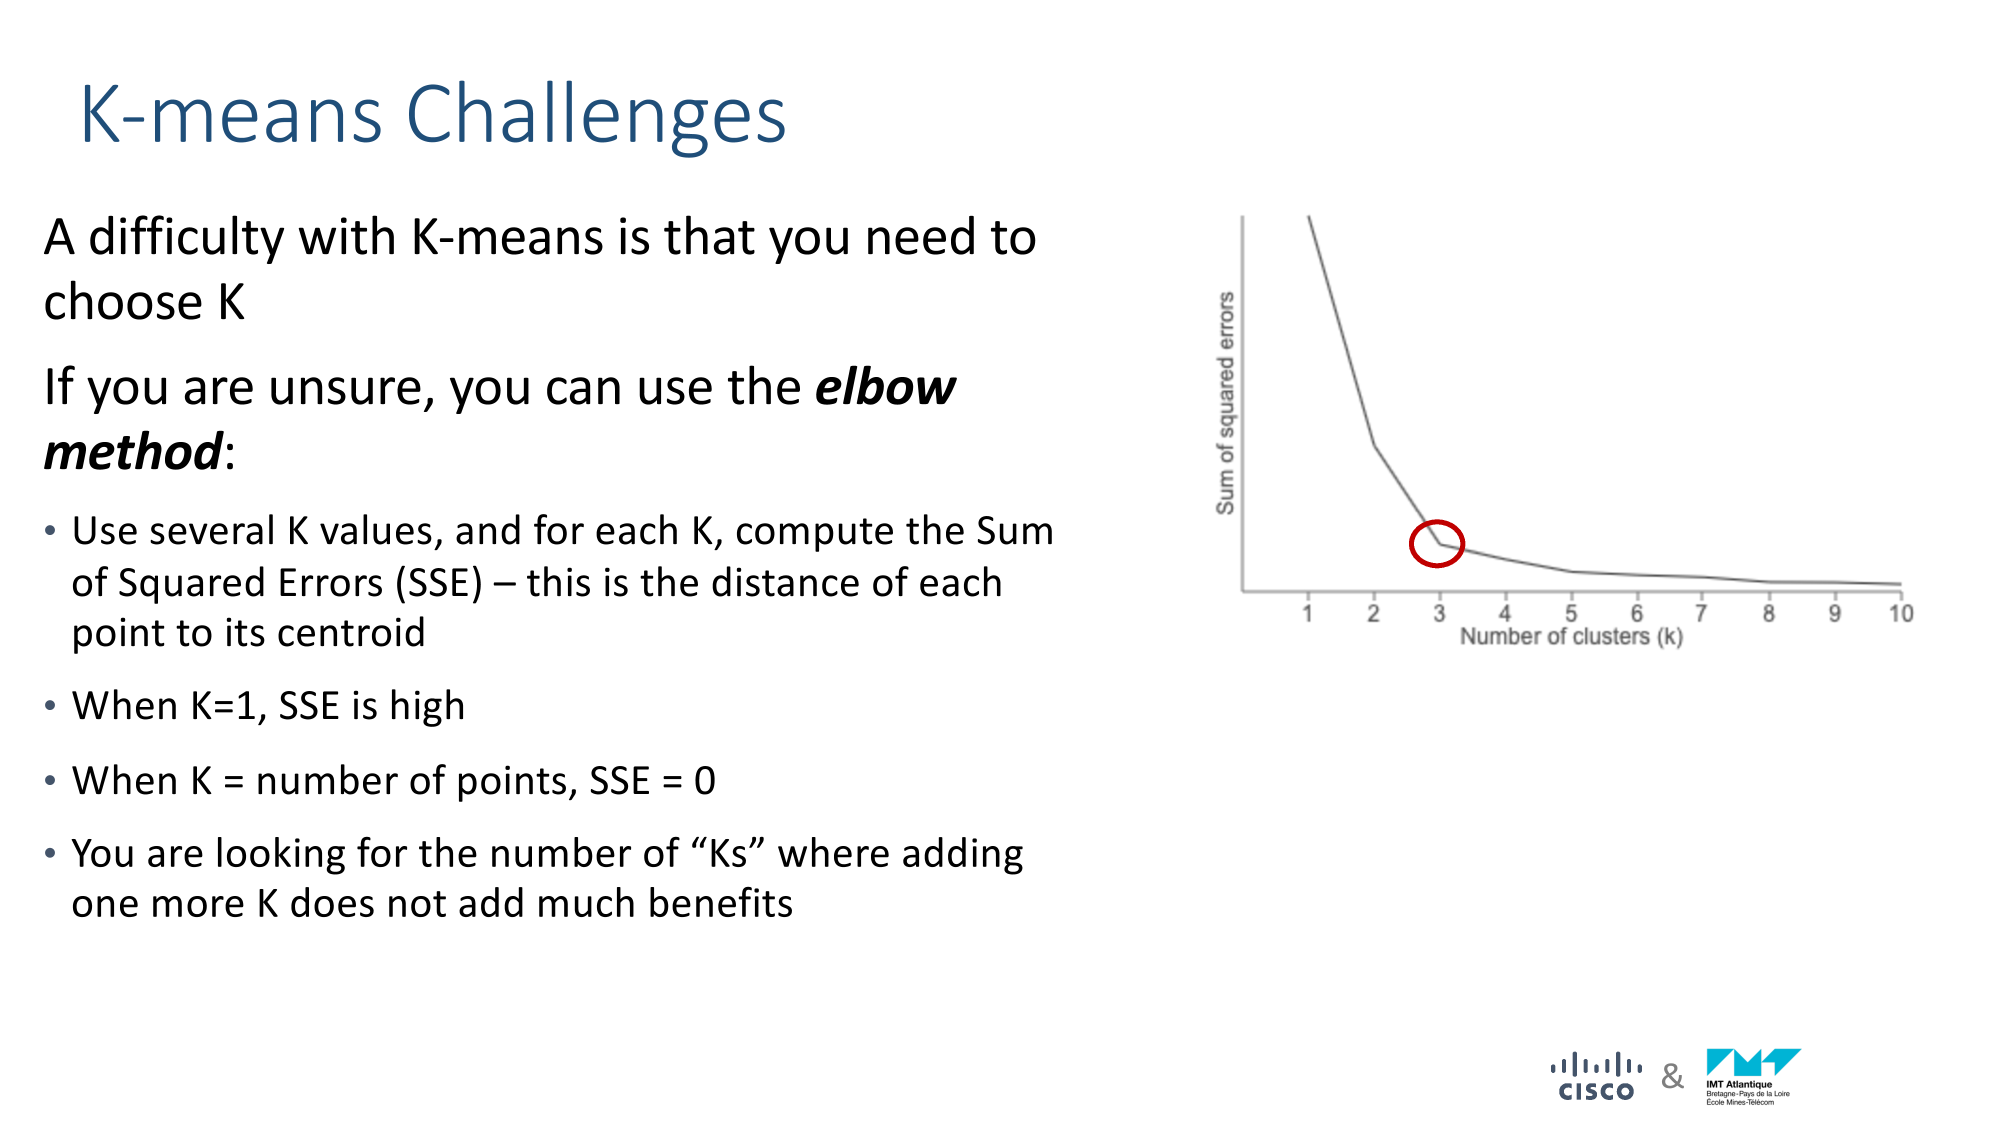 K-means Challenges
A difficulty with K-means is that you need to
choose K
If you are unsure, you can use the elbow
method:
• Use several K values, and for each K, compute the Sum
of Squared Errors (SSE) – this is the distance of each
point to its centroid
• When K=1, SSE is high
• When K = number of points, SSE = 0
• You are looking for the number of “Ks” where adding
one more K does not add much benefits
Sum of squared errors
1 2 3 4 5 6 7 8 9 10
Number of clusters (k)
CISCO
&
IMT Atlantique
Bretagne-Pays de la Loire
École Mines-Télécom